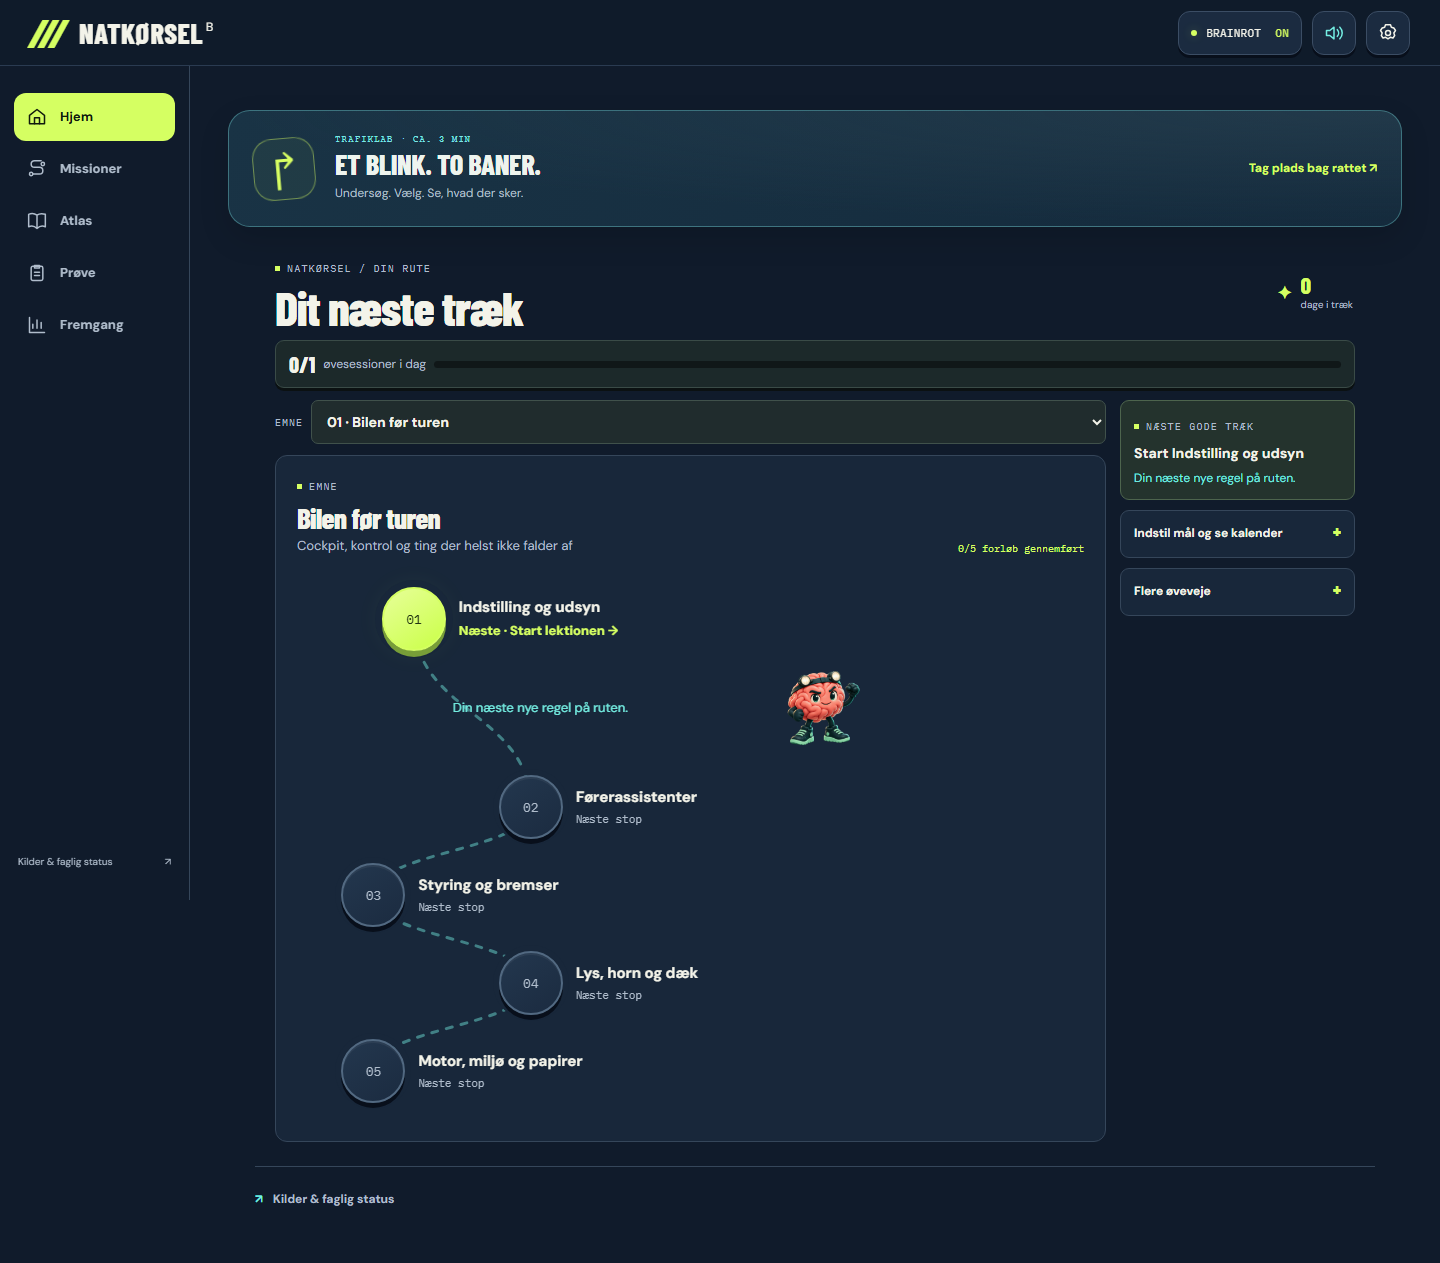 NATKØRSEL B
BRAINROT ON
Hjem
Missioner
Atlas
Prøve
Fremgang
Kilder & faglig status
TRAFIKLAB · CA. 3 MIN
ET BLINK. TO BANER.
Undersøg. Vælg. Se, hvad der sker.
Tag plads bag rattet
NATKØRSEL / DIN RUTE
Dit næste træk
0
dage i træk
0/1 øvesessioner i dag
EMNE
01 · Bilen før turen
EMNE
Bilen før turen
Cockpit, kontrol og ting der helst ikke falder af
0/5 forløb gennemført
01
Indstilling og udsyn
Næste · Start lektionen →
Din næste nye regel på ruten.
02
Førerassistenter
Næste stop
03
Styring og bremser
Næste stop
04
Lys, horn og dæk
Næste stop
05
Motor, miljø og papirer
Næste stop
NÆSTE GODE TRÆK
Start Indstilling og udsyn
Din næste nye regel på ruten.
Indstil mål og se kalender +
Flere øveveje +
Kilder & faglig status